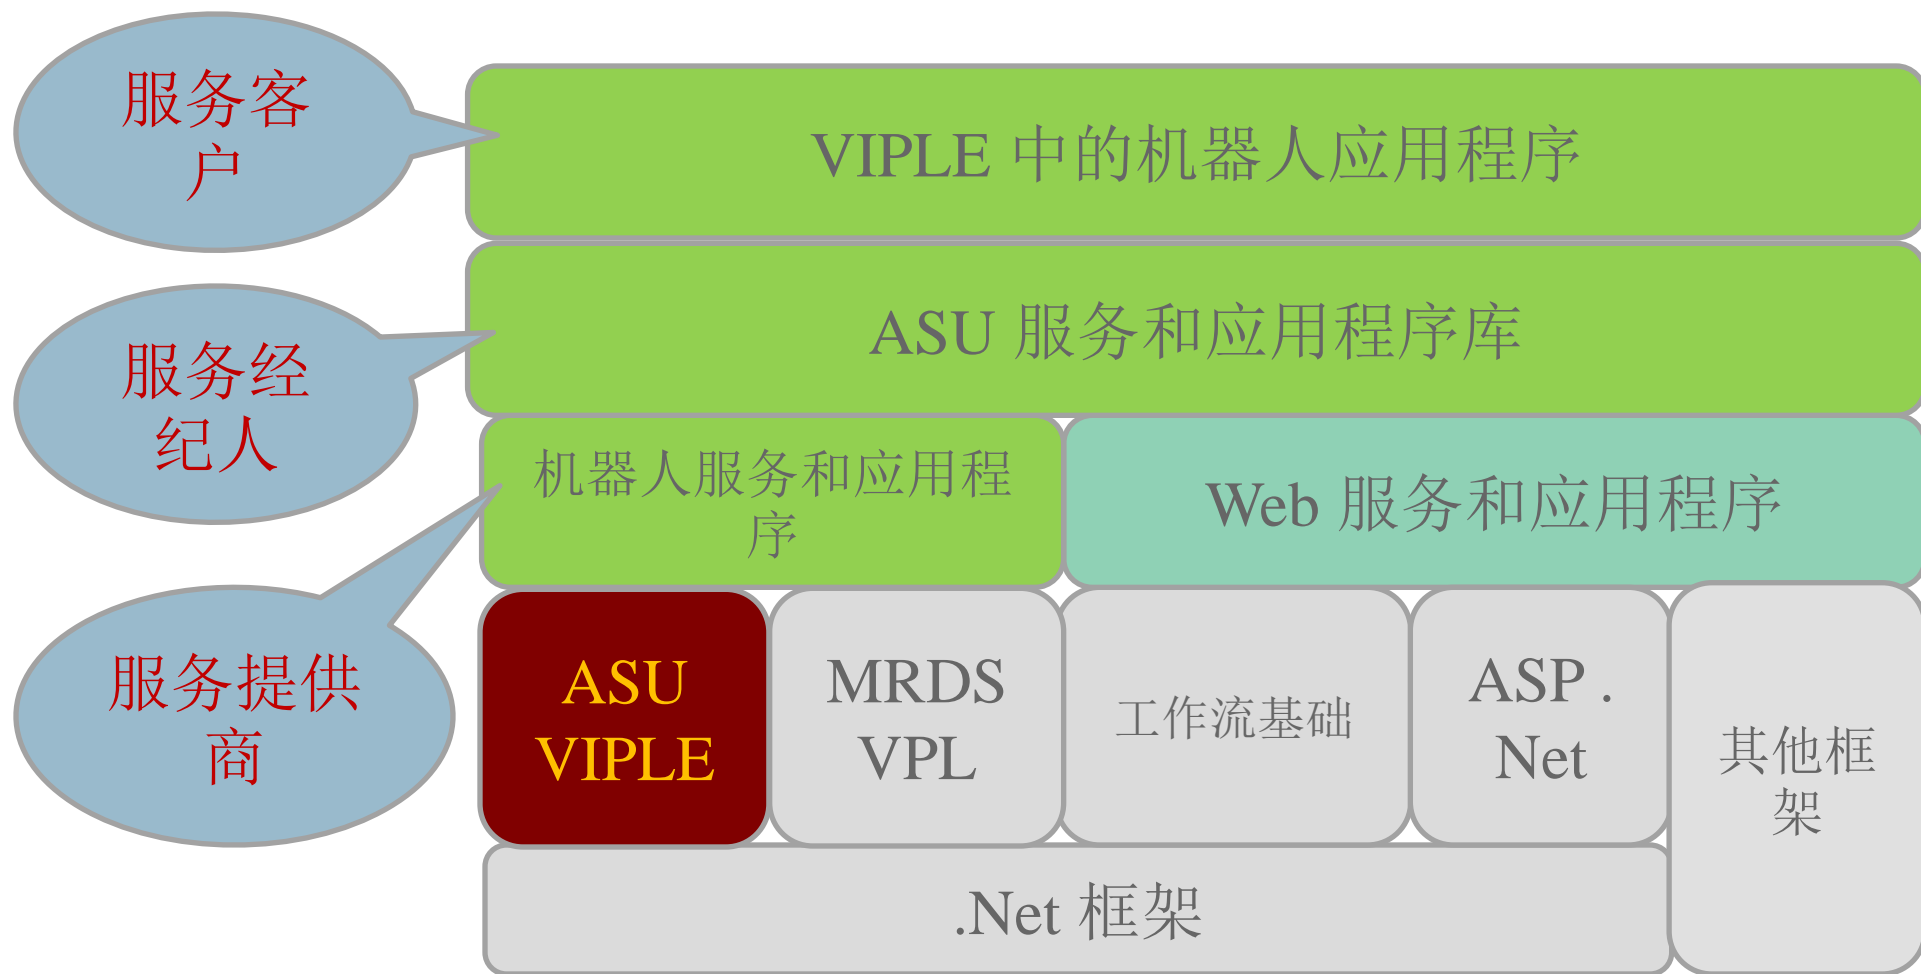 服务客
户
VIPLE 中的机器人应用程序
服务经
纪人
ASU 服务和应用程序库
机器人服务和应用程
序
Web 服务和应用程序
服务提供
商
ASU
VIPLE
MRDS
VPL
工作流基础
ASP .
Net
其他框
架
.Net 框架